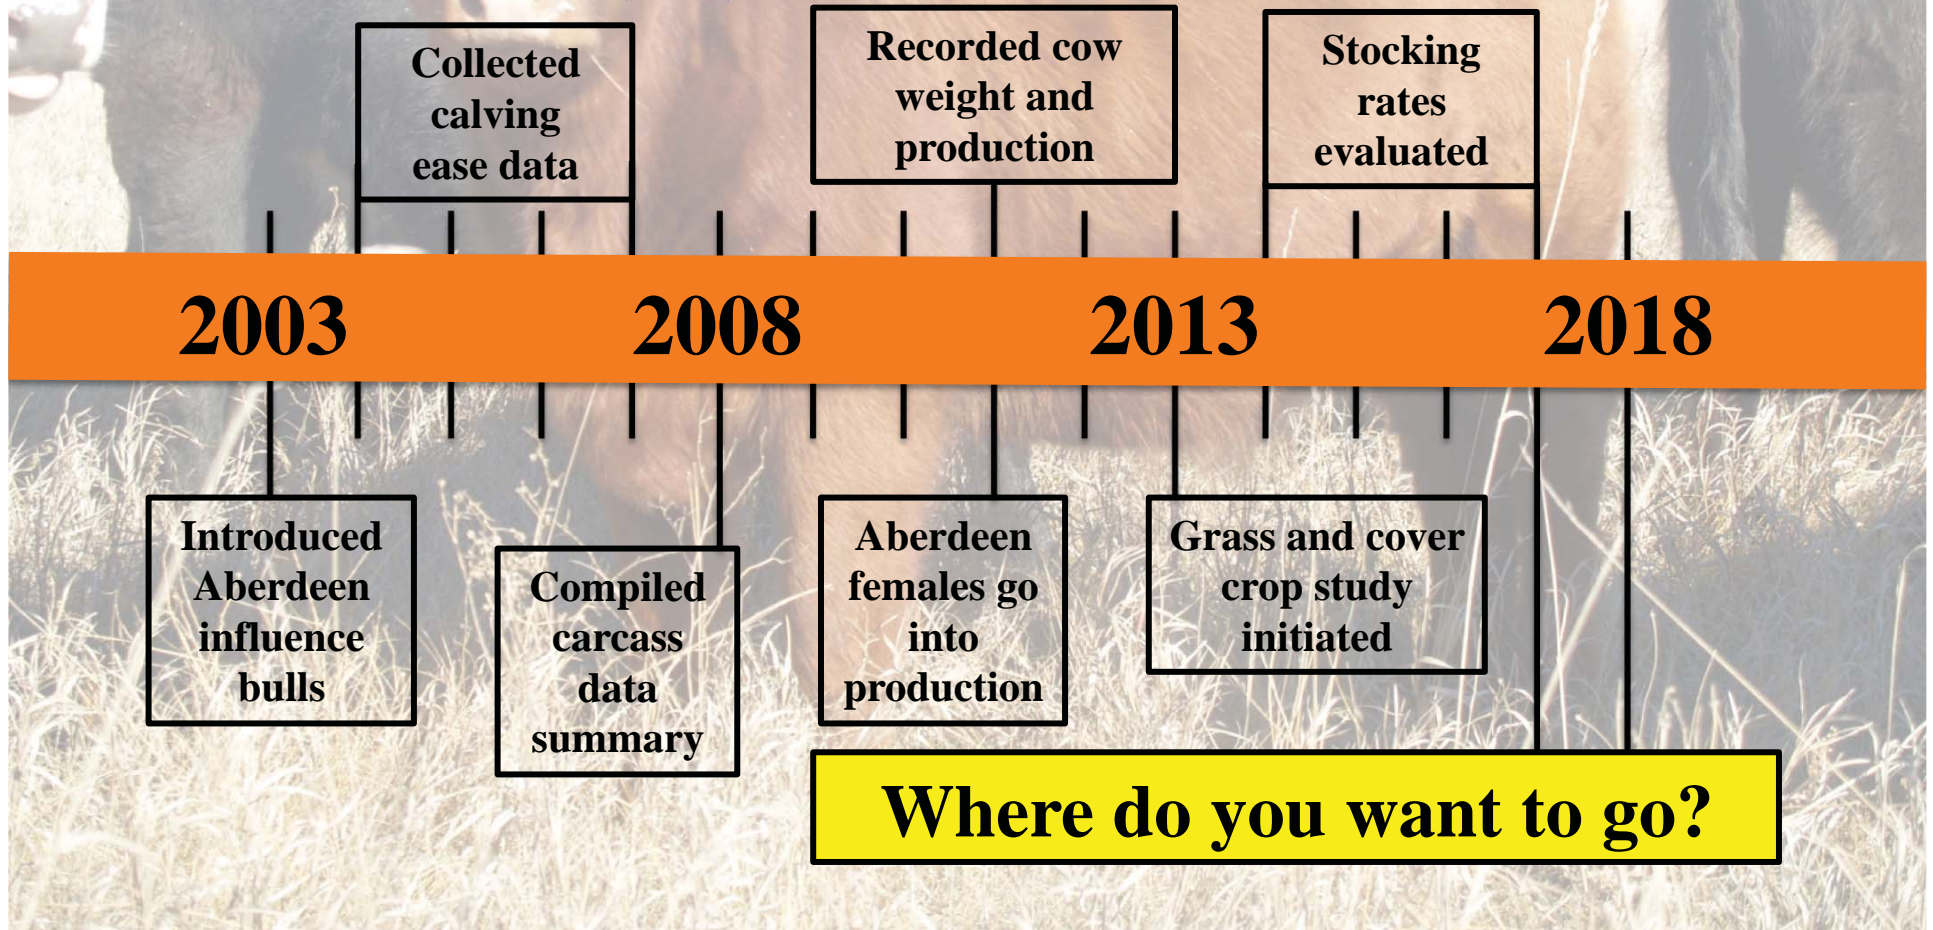 Collected
calving
ease data
Recorded cow
weight and
production
Stocking
rates
evaluated
2003
2008
2013
2018
Introduced
Aberdeen
influence
bulls
Compiled
carcass
data
summary
Aberdeen
females go
into
production
Grass and cover
crop study
initiated
Where do you want to go?